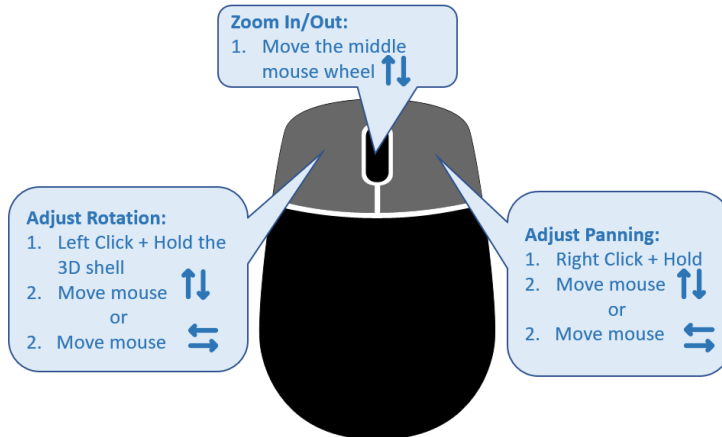 Zoom In/Out:
1. Move the middle
mouse wheel
Adjust Rotation:
1. Left Click + Hold the
3D shell
2. Move mouse
or
2. Move mouse
Adjust Panning:
1. Right Click + Hold
2. Move mouse
or
2. Move mouse